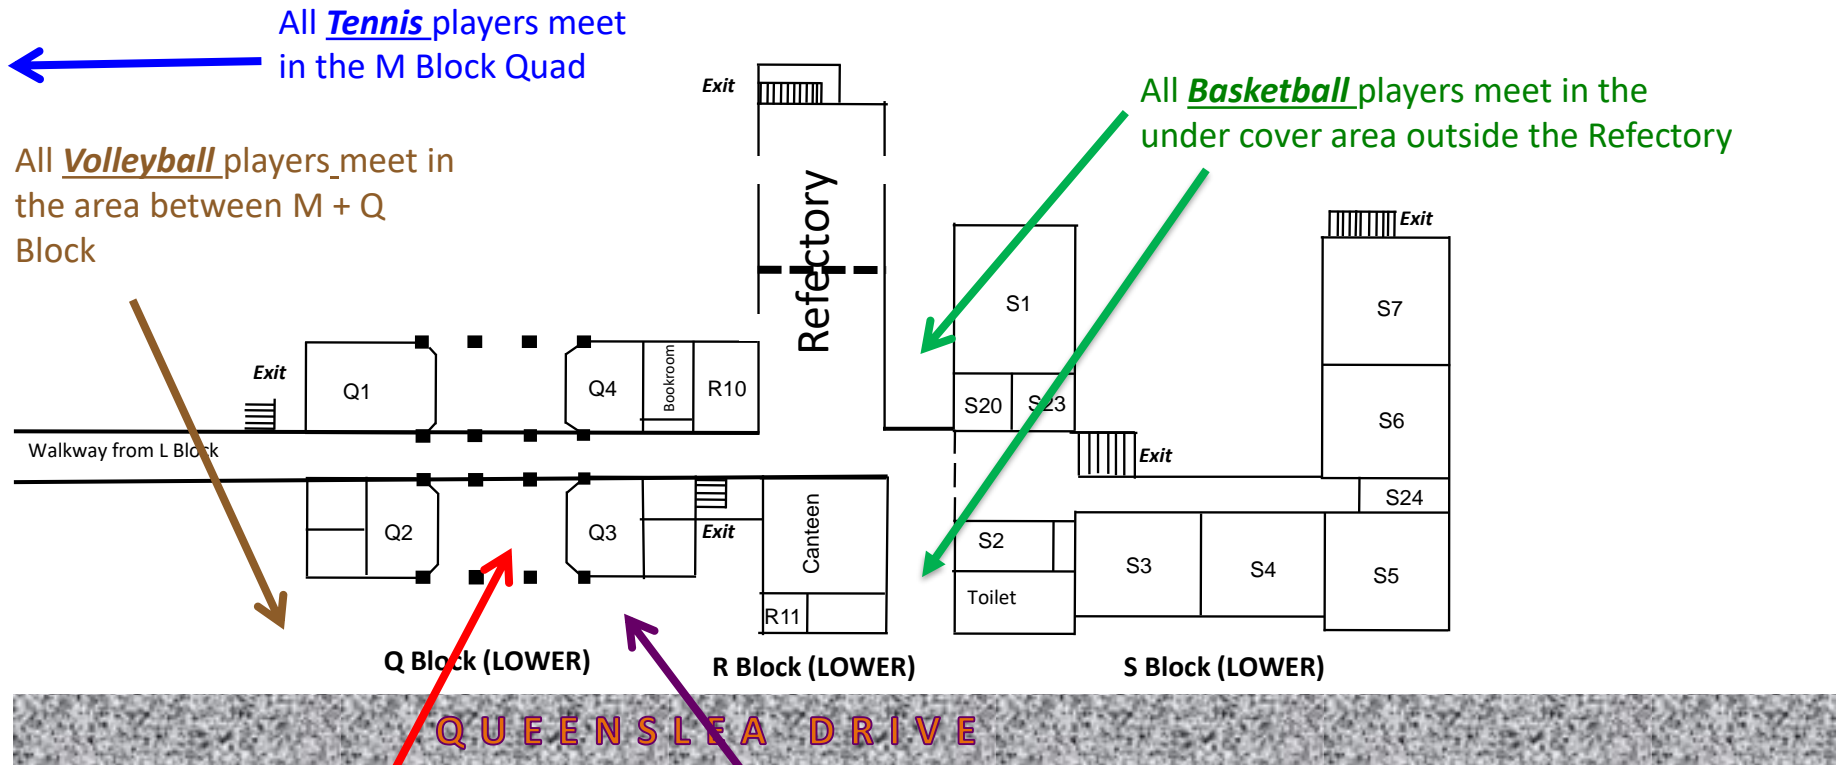 All Tennis players meet
in the M Block Quad
All Volleyball players meet in
the area between M + Q
Block
All Basketball players meet in the
under cover area outside the Refectory
Exit
Refectory
Exit
S1
S7
Exit
Q1
Q4
Bookroom
R10
S20
S23
S6
Walkway from L Block
Exit
S24
Q2
Q3
Exit
Canteen
S2
S3
S4
S5
Toilet
R11
Q Block (LOWER)
R Block (LOWER)
S Block (LOWER)
QUEENSLEA DRIVE